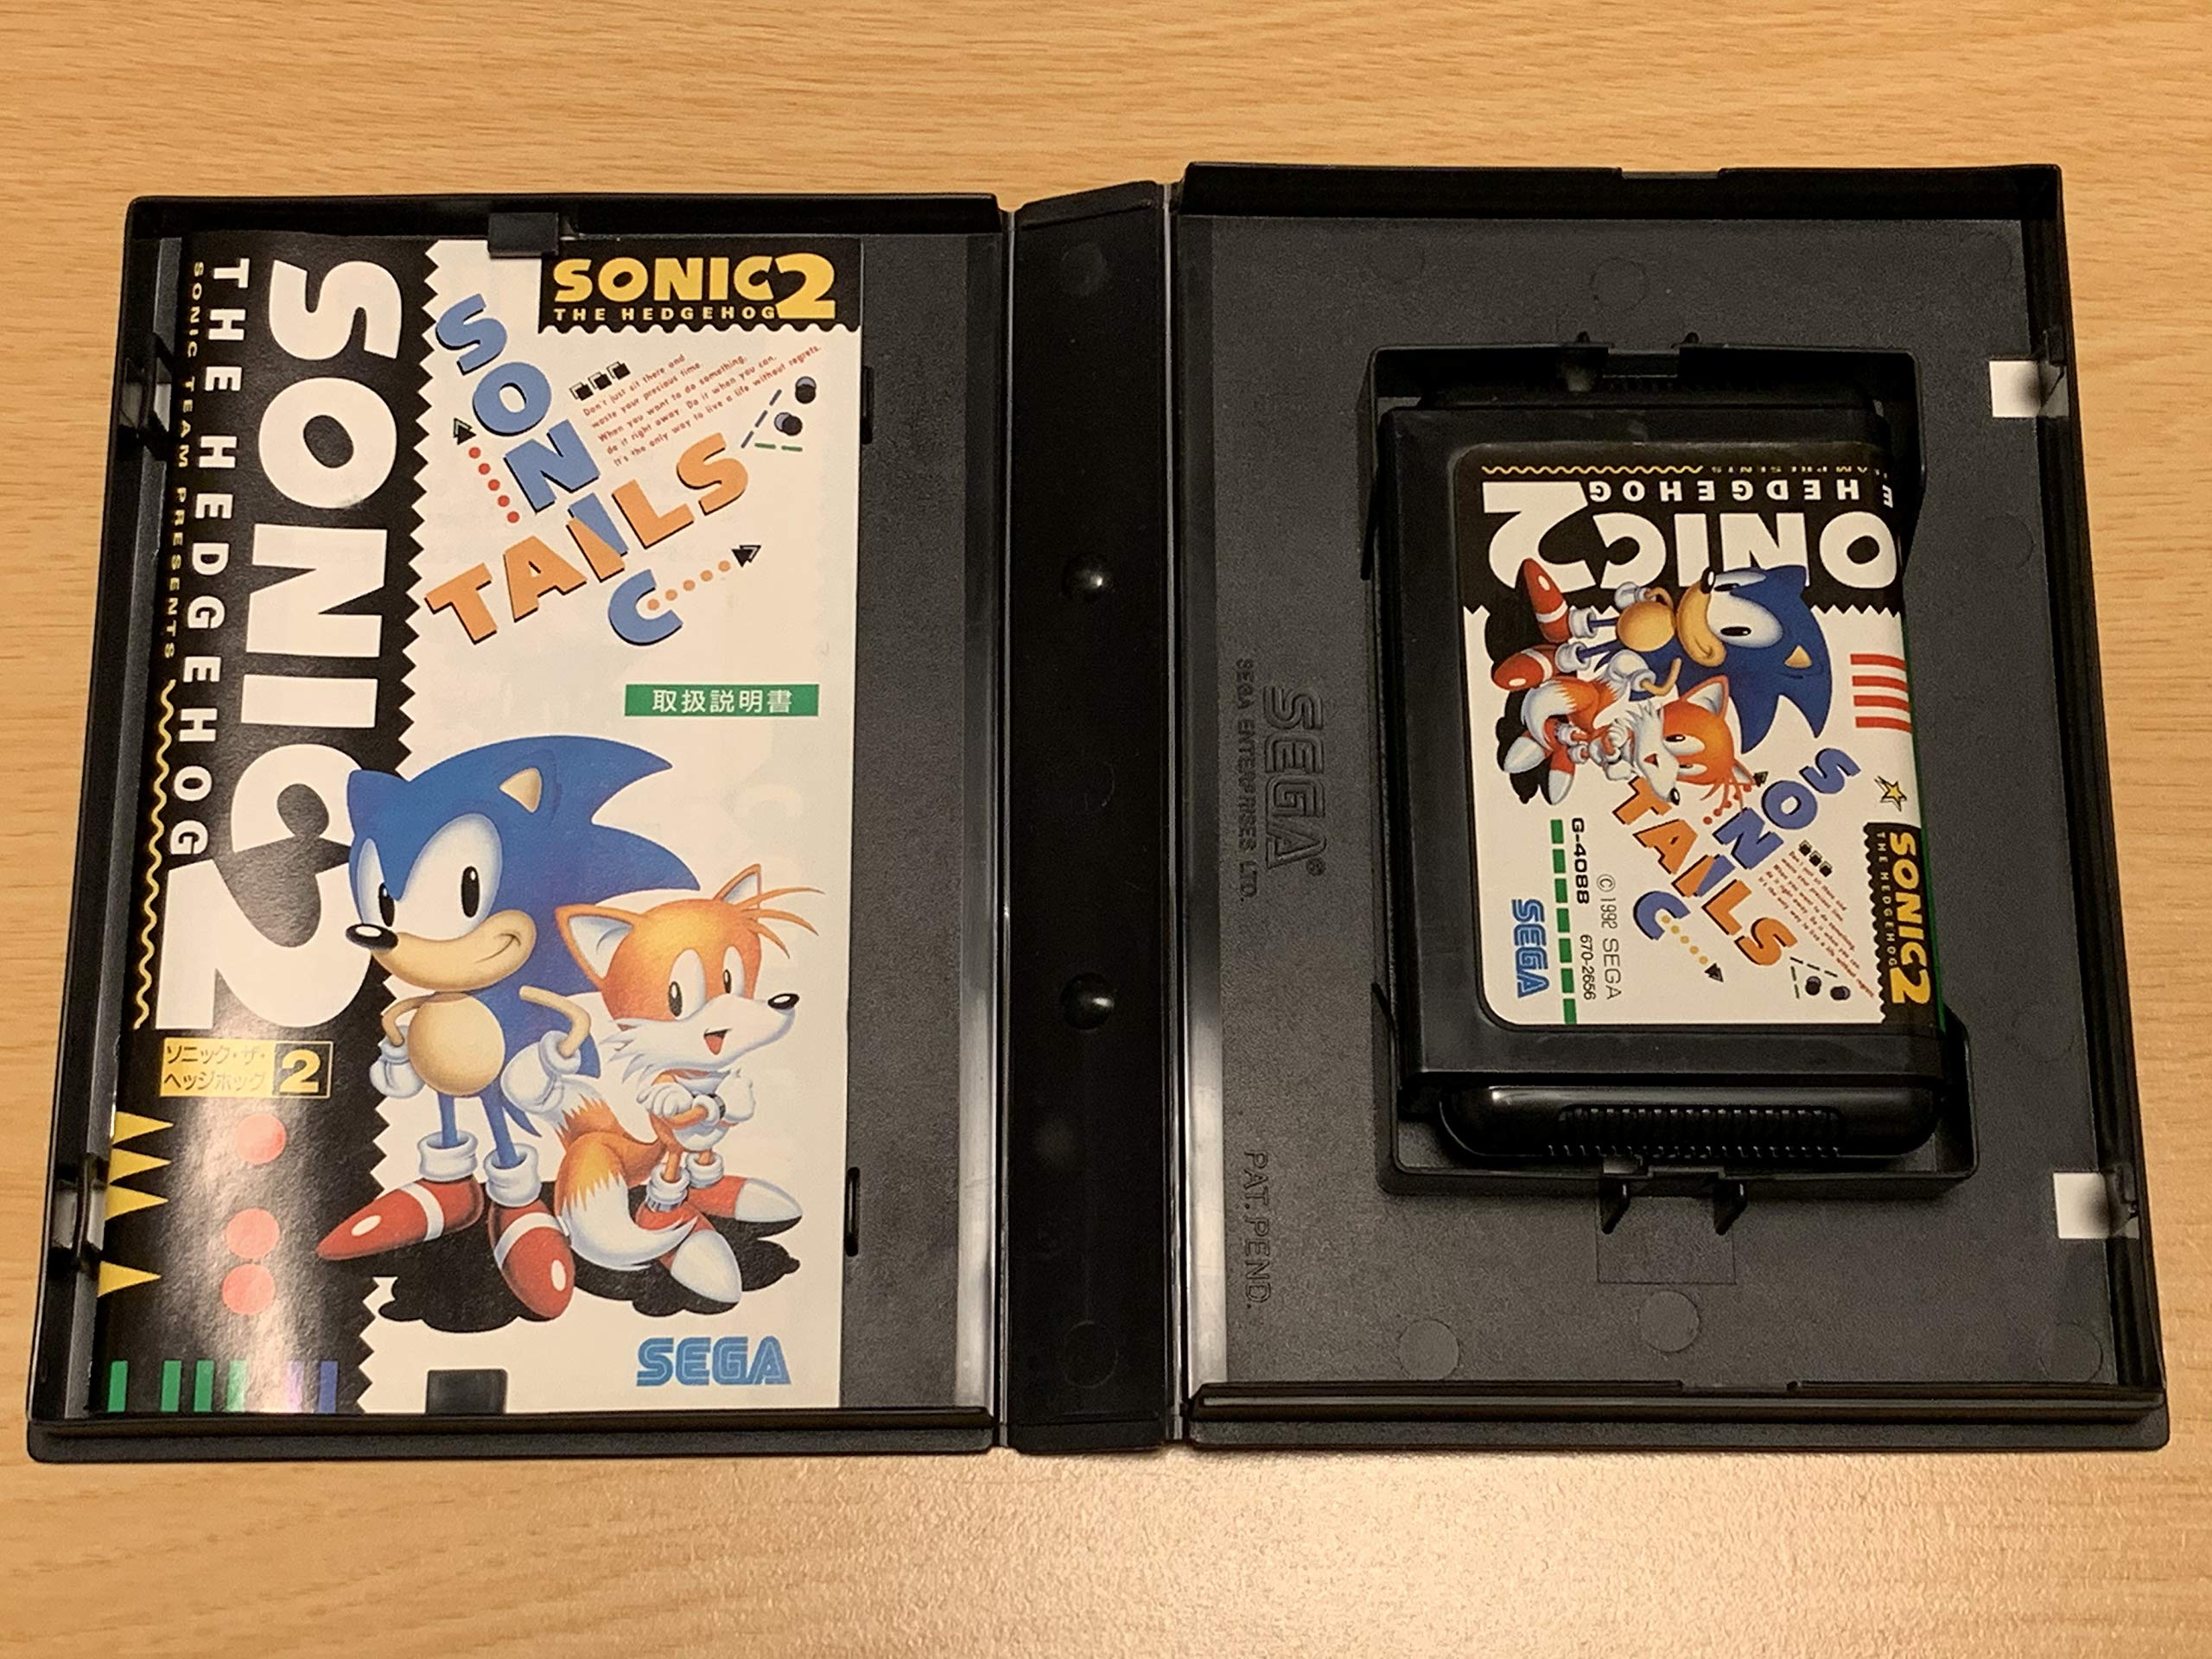 SONIC 2
THE HEDGEHOG
SONIC TEAM PRESENTS
SONIC 2
THE HEDGEHOG
SONIC
TAILS
Don't just sit there and
waste your precious time.
When you want to do something,
do it right away. Do it when you can.
It's the only way to live a life without regrets.
取扱説明書
ソニック・ザ・
ヘッジホッグ 2
SEGA
SEGA®
SEGA ENTERPRISES LTD.
PAT. PEND.
ONIC 2
HEDGEHOG
SONIC
TAILS
SONIC 2
THE HEDGEHOG
G-4088
© 1992 SEGA
670-2656
SEGA